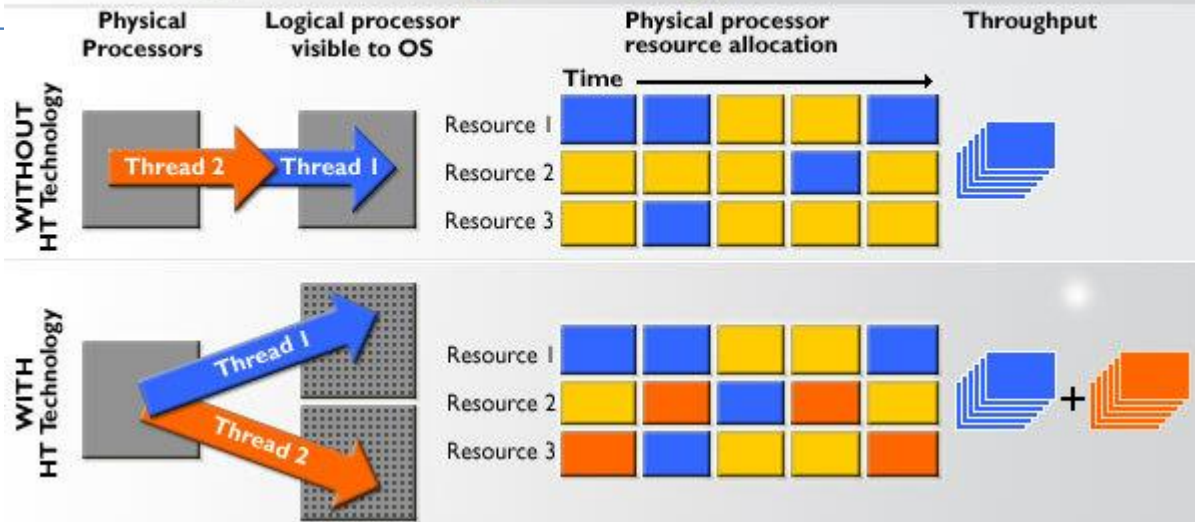 Physical
Processors
Logical processor
visible to OS
Physical processor
resource allocation
Throughput
Time
WITHOUT
HT Technology
Thread 2
Thread 1
Resource 1
Resource 2
Resource 3
WITH
HT Technology
Thread 1
Thread 2
Resource 1
Resource 2
Resource 3
+